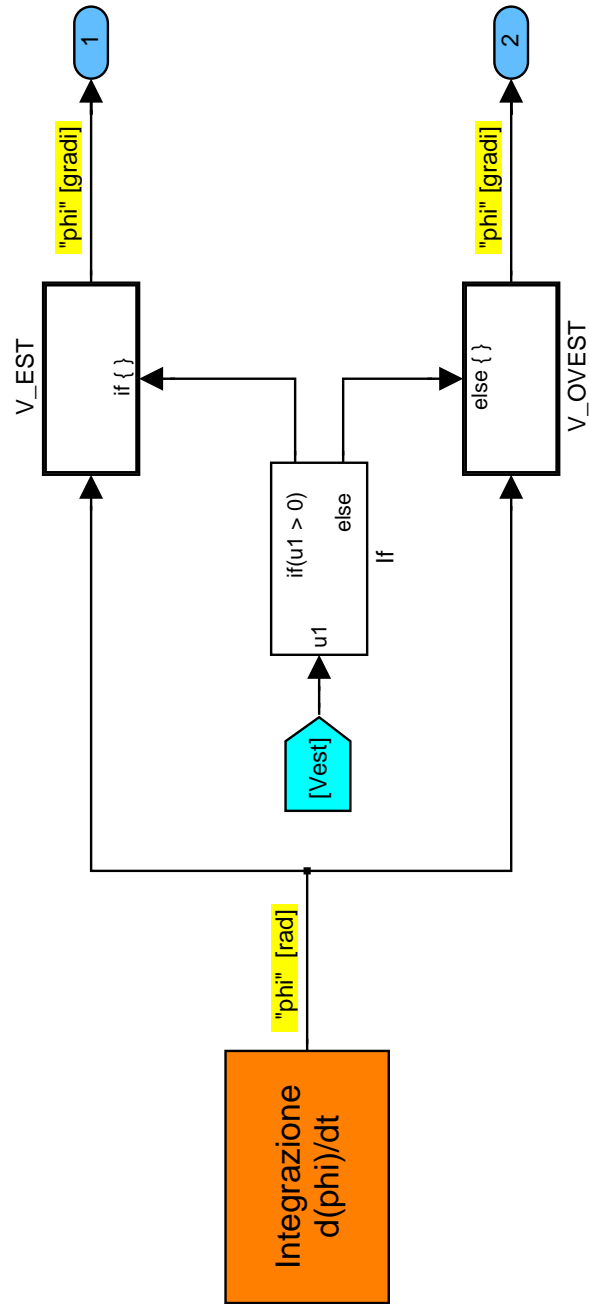 Integrazione
d(phi)/dt
"phi"  [rad]
[Vest]
u1
if(u1 > 0)
else
If
V_EST
if { }
"phi" [gradi]
1
else { }
V_OVEST
"phi" [gradi]
2